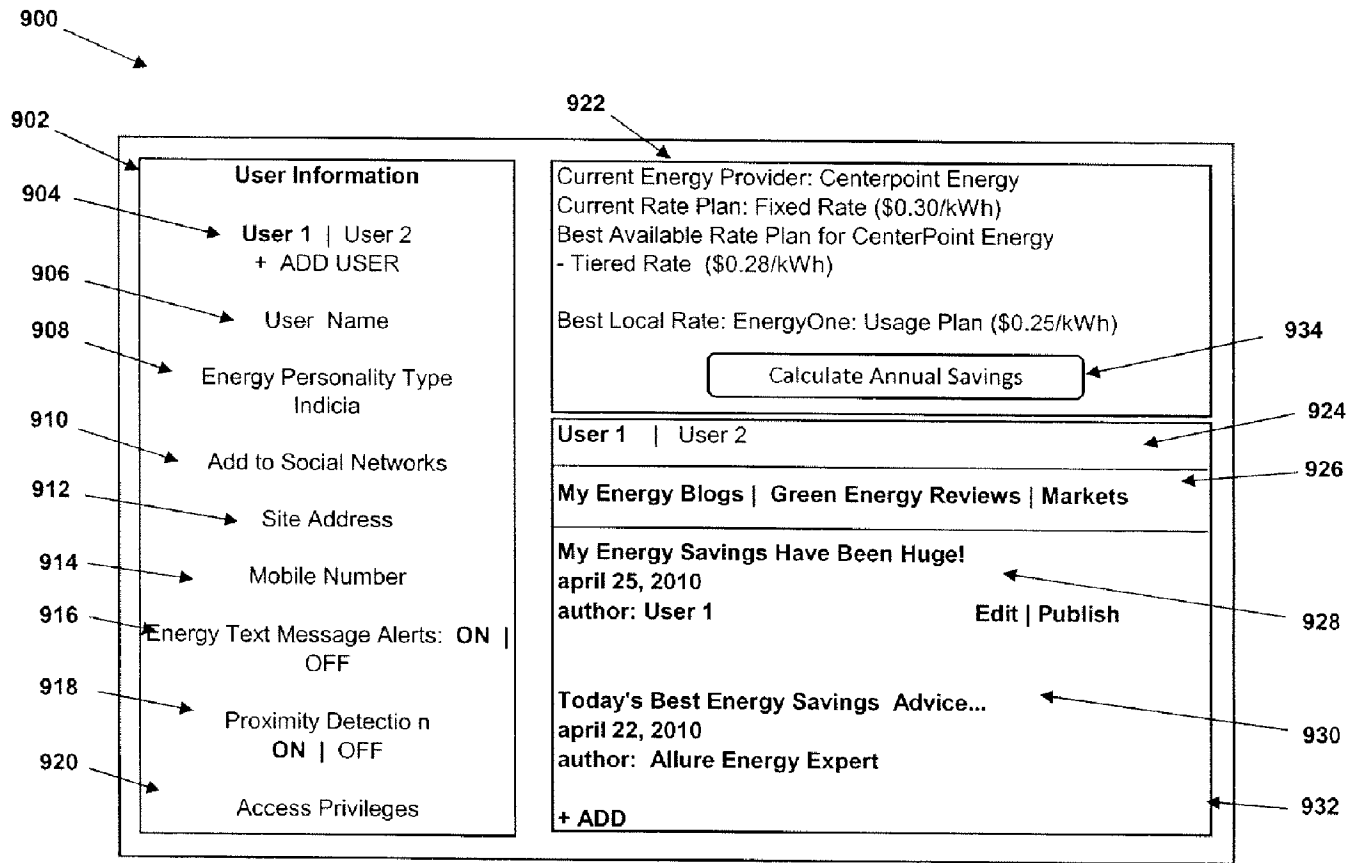 900
902
User Information
904
User 1 | User 2
+ ADD USER
906
User Name
908
Energy Personality Type
Indicia
910
Add to Social Networks
912
Site Address
914
Mobile Number
916
Energy Text Message Alerts: ON |
OFF
918
Proximity Detectio n
ON | OFF
920
Access Privileges
922
Current Energy Provider: Centerpoint Energy
Current Rate Plan: Fixed Rate ($0.30/kWh)
Best Available Rate Plan for CenterPoint Energy
- Tiered Rate ($0.28/kWh)
Best Local Rate: EnergyOne: Usage Plan ($0.25/kWh)
934
Calculate Annual Savings
924
User 1 | User 2
926
My Energy Blogs | Green Energy Reviews | Markets
My Energy Savings Have Been Huge!
april 25, 2010
author: User 1 Edit | Publish
928
Today's Best Energy Savings Advice...
april 22, 2010
author: Allure Energy Expert
930
+ ADD
932